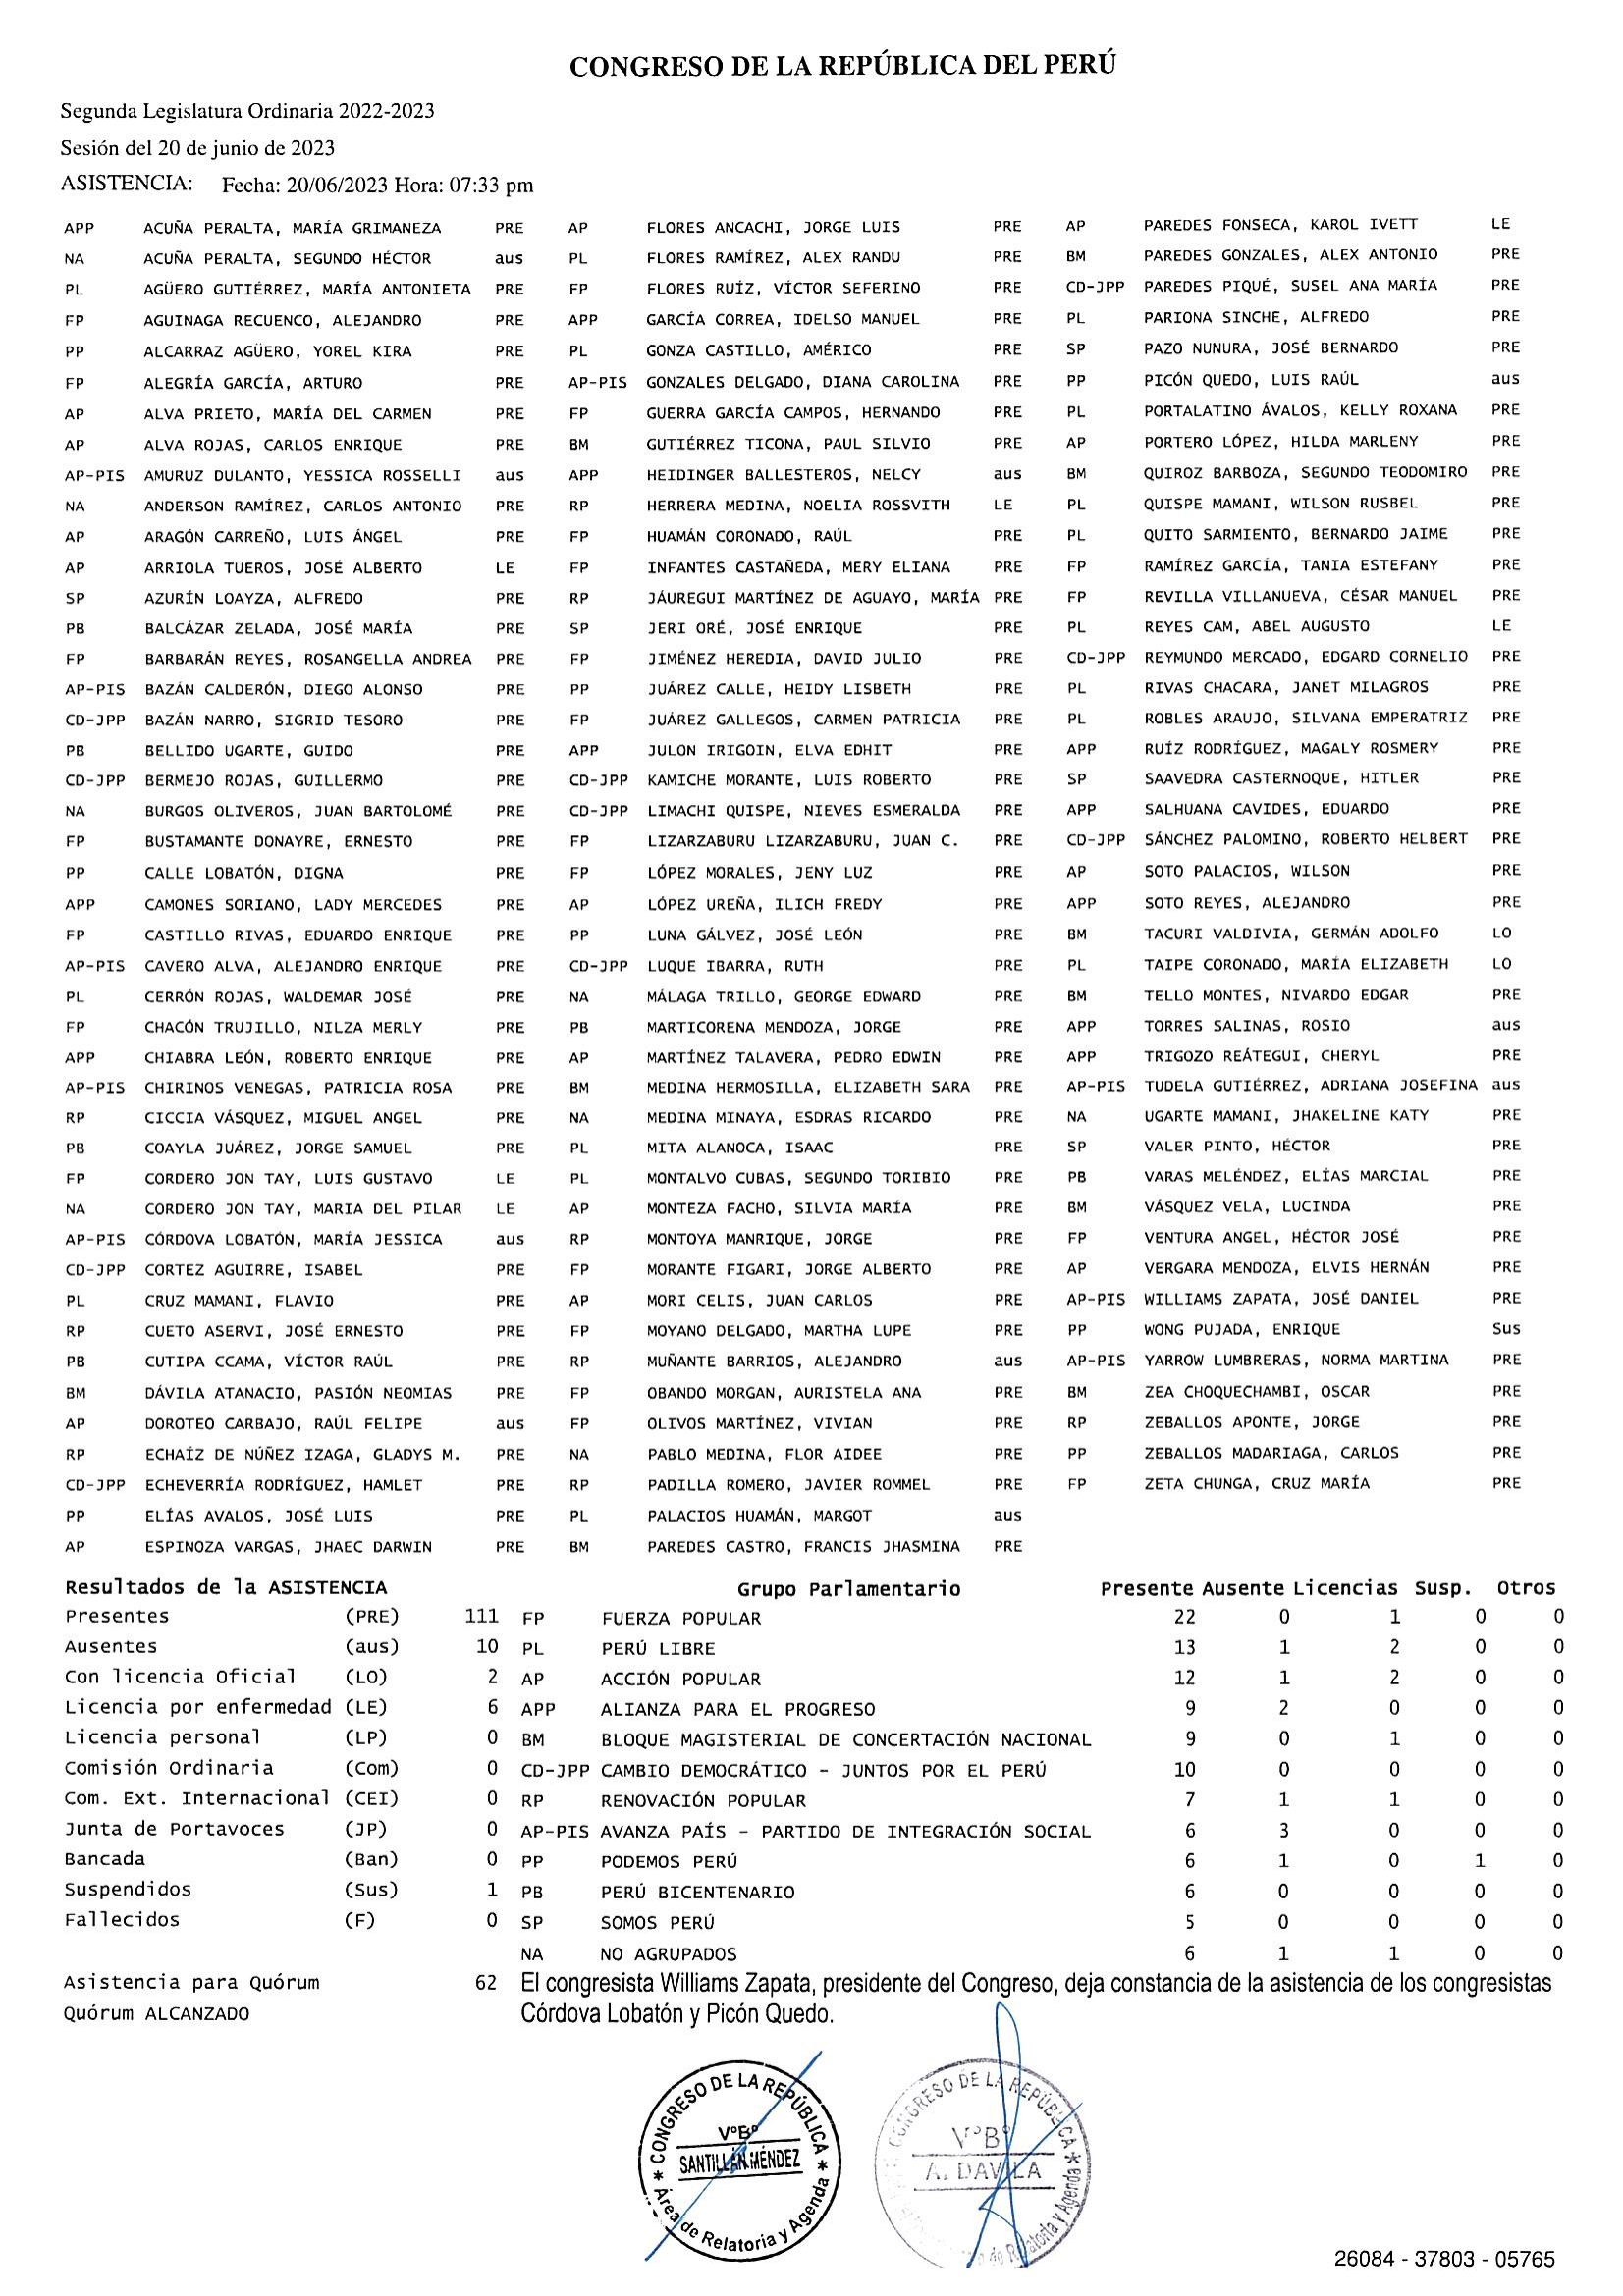 CONGRESO DE LA REPÚBLICA DEL PERÚ
Segunda Legislatura Ordinaria 2022-2023
Sesión del 20 de junio de 2023
ASISTENCIA: Fecha: 20/06/2023 Hora: 07:33 pm
APP ACUÑA PERALTA, MARÍA GRIMANEZA PRE AP FLORES ANCACHI, JORGE LUIS PRE AP PAREDES FONSECA, KAROL IVETT LE
NA ACUÑA PERALTA, SEGUNDO HÉCTOR aus PL FLORES RAMÍREZ, ALEX RANDU PRE BM PAREDES GONZALES, ALEX ANTONIO PRE
PL AGÜERO GUTIÉRREZ, MARÍA ANTONIETA PRE FP FLORES RUÍZ, VÍCTOR SEFERINO PRE CD-JPP PAREDES PIQUÉ, SUSEL ANA MARÍA PRE
FP AGUINAGA RECUENCO, ALEJANDRO PRE APP GARCÍA CORREA, IDELSO MANUEL PRE PL PARIONA SINCHE, ALFREDO PRE
PP ALCARRAZ AGÜERO, YOREL KIRA PRE PL GONZA CASTILLO, AMÉRICO PRE SP PAZO NUNURA, JOSÉ BERNARDO PRE
FP ALEGRÍA GARCÍA, ARTURO PRE AP-PIS GONZALES DELGADO, DIANA CAROLINA PRE PP PICÓN QUEDO, LUIS RAÚL aus
AP ALVA PRIETO, MARÍA DEL CARMEN PRE FP GUERRA GARCÍA CAMPOS, HERNANDO PRE PL PORTALATINO ÁVALOS, KELLY ROXANA PRE
AP ALVA ROJAS, CARLOS ENRIQUE PRE BM GUTIÉRREZ TICONA, PAUL SILVIO PRE AP PORTERO LÓPEZ, HILDA MARLENY PRE
AP-PIS AMURUZ DULANTO, YESSICA ROSSELLI aus APP HEIDINGER BALLESTEROS, NELCY aus BM QUIROZ BARBOZA, SEGUNDO TEODOMIRO PRE
NA ANDERSON RAMÍREZ, CARLOS ANTONIO PRE RP HERRERA MEDINA, NOELIA ROSSVITH LE PL QUISPE MAMANI, WILSON RUSBEL PRE
AP ARAGÓN CARREÑO, LUIS ÁNGEL PRE FP HUAMÁN CORONADO, RAÚL PRE PL QUITO SARMIENTO, BERNARDO JAIME PRE
AP ARRIOLA TUEROS, JOSÉ ALBERTO LE FP INFANTES CASTAÑEDA, MERY ELIANA PRE FP RAMÍREZ GARCÍA, TANIA ESTEFANY PRE
SP AZURÍN LOAYZA, ALFREDO PRE RP JÁUREGUI MARTÍNEZ DE AGUAYO, MARÍA PRE FP REVILLA VILLANUEVA, CÉSAR MANUEL PRE
PB BALCÁZAR ZELADA, JOSÉ MARÍA PRE SP JERI ORÉ, JOSÉ ENRIQUE PRE PL REYES CAM, ABEL AUGUSTO LE
FP BARBARÁN REYES, ROSANGELLA ANDREA PRE FP JIMÉNEZ HEREDIA, DAVID JULIO PRE CD-JPP REYMUNDO MERCADO, EDGARD CORNELIO PRE
AP-PIS BAZÁN CALDERÓN, DIEGO ALONSO PRE PP JUÁREZ CALLE, HEIDY LISBETH PRE PL RIVAS CHACARA, JANET MILAGROS PRE
CD-JPP BAZÁN NARRO, SIGRID TESORO PRE FP JUÁREZ GALLEGOS, CARMEN PATRICIA PRE PL ROBLES ARAUJO, SILVANA EMPERATRIZ PRE
PB BELLIDO UGARTE, GUIDO PRE APP JULON IRIGOIN, ELVA EDHIT PRE APP RUÍZ RODRÍGUEZ, MAGALY ROSMERY PRE
CD-JPP BERMEJO ROJAS, GUILLERMO PRE CD-JPP KAMICHE MORANTE, LUIS ROBERTO PRE SP SAAVEDRA CASTERNOQUE, HITLER PRE
NA BURGOS OLIVEROS, JUAN BARTOLOMÉ PRE CD-JPP LIMACHI QUISPE, NIEVES ESMERALDA PRE APP SALHUANA CAVIDES, EDUARDO PRE
FP BUSTAMANTE DONAYRE, ERNESTO PRE FP LIZARZABURU LIZARZABURU, JUAN C. PRE CD-JPP SÁNCHEZ PALOMINO, ROBERTO HELBERT PRE
PP CALLE LOBATÓN, DIGNA PRE FP LÓPEZ MORALES, JENY LUZ PRE AP SOTO PALACIOS, WILSON PRE
APP CAMONES SORIANO, LADY MERCEDES PRE AP LÓPEZ UREÑA, ILICH FREDY PRE APP SOTO REYES, ALEJANDRO PRE
FP CASTILLO RIVAS, EDUARDO ENRIQUE PRE PP LUNA GÁLVEZ, JOSÉ LEÓN PRE BM TACURI VALDIVIA, GERMÁN ADOLFO LO
AP-PIS CAVERO ALVA, ALEJANDRO ENRIQUE PRE CD-JPP LUQUE IBARRA, RUTH PRE PL TAIPE CORONADO, MARÍA ELIZABETH LO
PL CERRÓN ROJAS, WALDEMAR JOSÉ PRE NA MÁLAGA TRILLO, GEORGE EDWARD PRE BM TELLO MONTES, NIVARDO EDGAR PRE
FP CHACÓN TRUJILLO, NILZA MERLY PRE PB MARTICORENA MENDOZA, JORGE PRE APP TORRES SALINAS, ROSIO aus
APP CHIABRA LEÓN, ROBERTO ENRIQUE PRE AP MARTÍNEZ TALAVERA, PEDRO EDWIN PRE APP TRIGOZO REÁTEGUI, CHERYL PRE
AP-PIS CHIRINOS VENEGAS, PATRICIA ROSA PRE BM MEDINA HERMOSILLA, ELIZABETH SARA PRE AP-PIS TUDELA GUTIÉRREZ, ADRIANA JOSEFINA aus
RP CICCIA VÁSQUEZ, MIGUEL ANGEL PRE NA MEDINA MINAYA, ESDRAS RICARDO PRE NA UGARTE MAMANI, JHAKELINE KATY PRE
PB COAYLA JUÁREZ, JORGE SAMUEL PRE PL MITA ALANOCA, ISAAC PRE SP VALER PINTO, HÉCTOR PRE
FP CORDERO JON TAY, LUIS GUSTAVO LE PL MONTALVO CUBAS, SEGUNDO TORIBIO PRE PB VARAS MELÉNDEZ, ELÍAS MARCIAL PRE
NA CORDERO JON TAY, MARIA DEL PILAR LE AP MONTEZA FACHO, SILVIA MARÍA PRE BM VÁSQUEZ VELA, LUCINDA PRE
AP-PIS CÓRDOVA LOBATÓN, MARÍA JESSICA aus RP MONTOYA MANRIQUE, JORGE PRE FP VENTURA ANGEL, HÉCTOR JOSÉ PRE
CD-JPP CORTEZ AGUIRRE, ISABEL PRE FP MORANTE FIGARI, JORGE ALBERTO PRE AP VERGARA MENDOZA, ELVIS HERNÁN PRE
PL CRUZ MAMANI, FLAVIO PRE AP MORI CELIS, JUAN CARLOS PRE AP-PIS WILLIAMS ZAPATA, JOSÉ DANIEL PRE
RP CUETO ASERVI, JOSÉ ERNESTO PRE FP MOYANO DELGADO, MARTHA LUPE PRE PP WONG PUJADA, ENRIQUE Sus
PB CUTIPA CCAMA, VÍCTOR RAÚL PRE RP MUÑANTE BARRIOS, ALEJANDRO aus AP-PIS YARROW LUMBRERAS, NORMA MARTINA PRE
BM DÁVILA ATANACIO, PASIÓN NEOMIAS PRE FP OBANDO MORGAN, AURISTELA ANA PRE BM ZEA CHOQUECHAMBI, OSCAR PRE
AP DOROTEO CARBAJO, RAÚL FELIPE aus FP OLIVOS MARTÍNEZ, VIVIAN PRE RP ZEBALLOS APONTE, JORGE PRE
RP ECHAÍZ DE NÚÑEZ IZAGA, GLADYS M. PRE NA PABLO MEDINA, FLOR AIDEE PRE PP ZEBALLOS MADARIAGA, CARLOS PRE
CD-JPP ECHEVERRÍA RODRÍGUEZ, HAMLET PRE RP PADILLA ROMERO, JAVIER ROMMEL PRE FP ZETA CHUNGA, CRUZ MARÍA PRE
PP ELÍAS AVALOS, JOSÉ LUIS PRE PL PALACIOS HUAMÁN, MARGOT aus
AP ESPINOZA VARGAS, JHAEC DARWIN PRE BM PAREDES CASTRO, FRANCIS JHASMINA PRE
Resultados de la ASISTENCIA Grupo Parlamentario Presente Ausente Licencias Susp. Otros
Presentes (PRE) 111 FP FUERZA POPULAR 22 0 1 0 0
Ausentes (aus) 10 PL PERÚ LIBRE 13 1 2 0 0
Con licencia Oficial (LO) 2 AP ACCIÓN POPULAR 12 1 2 0 0
Licencia por enfermedad (LE) 6 APP ALIANZA PARA EL PROGRESO 9 2 0 0 0
Licencia personal (LP) 0 BM BLOQUE MAGISTERIAL DE CONCERTACIÓN NACIONAL 9 0 1 0 0
Comisión Ordinaria (Com) 0 CD-JPP CAMBIO DEMOCRÁTICO - JUNTOS POR EL PERÚ 10 0 0 0 0
Com. Ext. Internacional (CEI) 0 RP RENOVACIÓN POPULAR 7 1 1 0 0
Junta de Portavoces (JP) 0 AP-PIS AVANZA PAÍS - PARTIDO DE INTEGRACIÓN SOCIAL 6 3 0 0 0
Bancada (Ban) 0 PP PODEMOS PERÚ 6 1 0 1 0
Suspendidos (Sus) 1 PB PERÚ BICENTENARIO 6 0 0 0 0
Fallecidos (F) 0 SP SOMOS PERÚ 5 0 0 0 0
NA NO AGRUPADOS 6 1 1 0 0
Asistencia para Quórum 62 El congresista Williams Zapata, presidente del Congreso, deja constancia de la asistencia de los congresistas
Quórum ALCANZADO Córdova Lobatón y Picón Quedo.
CONGRESO DE LA REPÚBLICA
V°B°
SANTILLÁN MÉNDEZ
Área de Relatoria y Agenda
CONGRESO DE LA REPÚBLICA
V°B°
A. DAVILA
de Relatoria y Agenda
26084 - 37803 - 05765